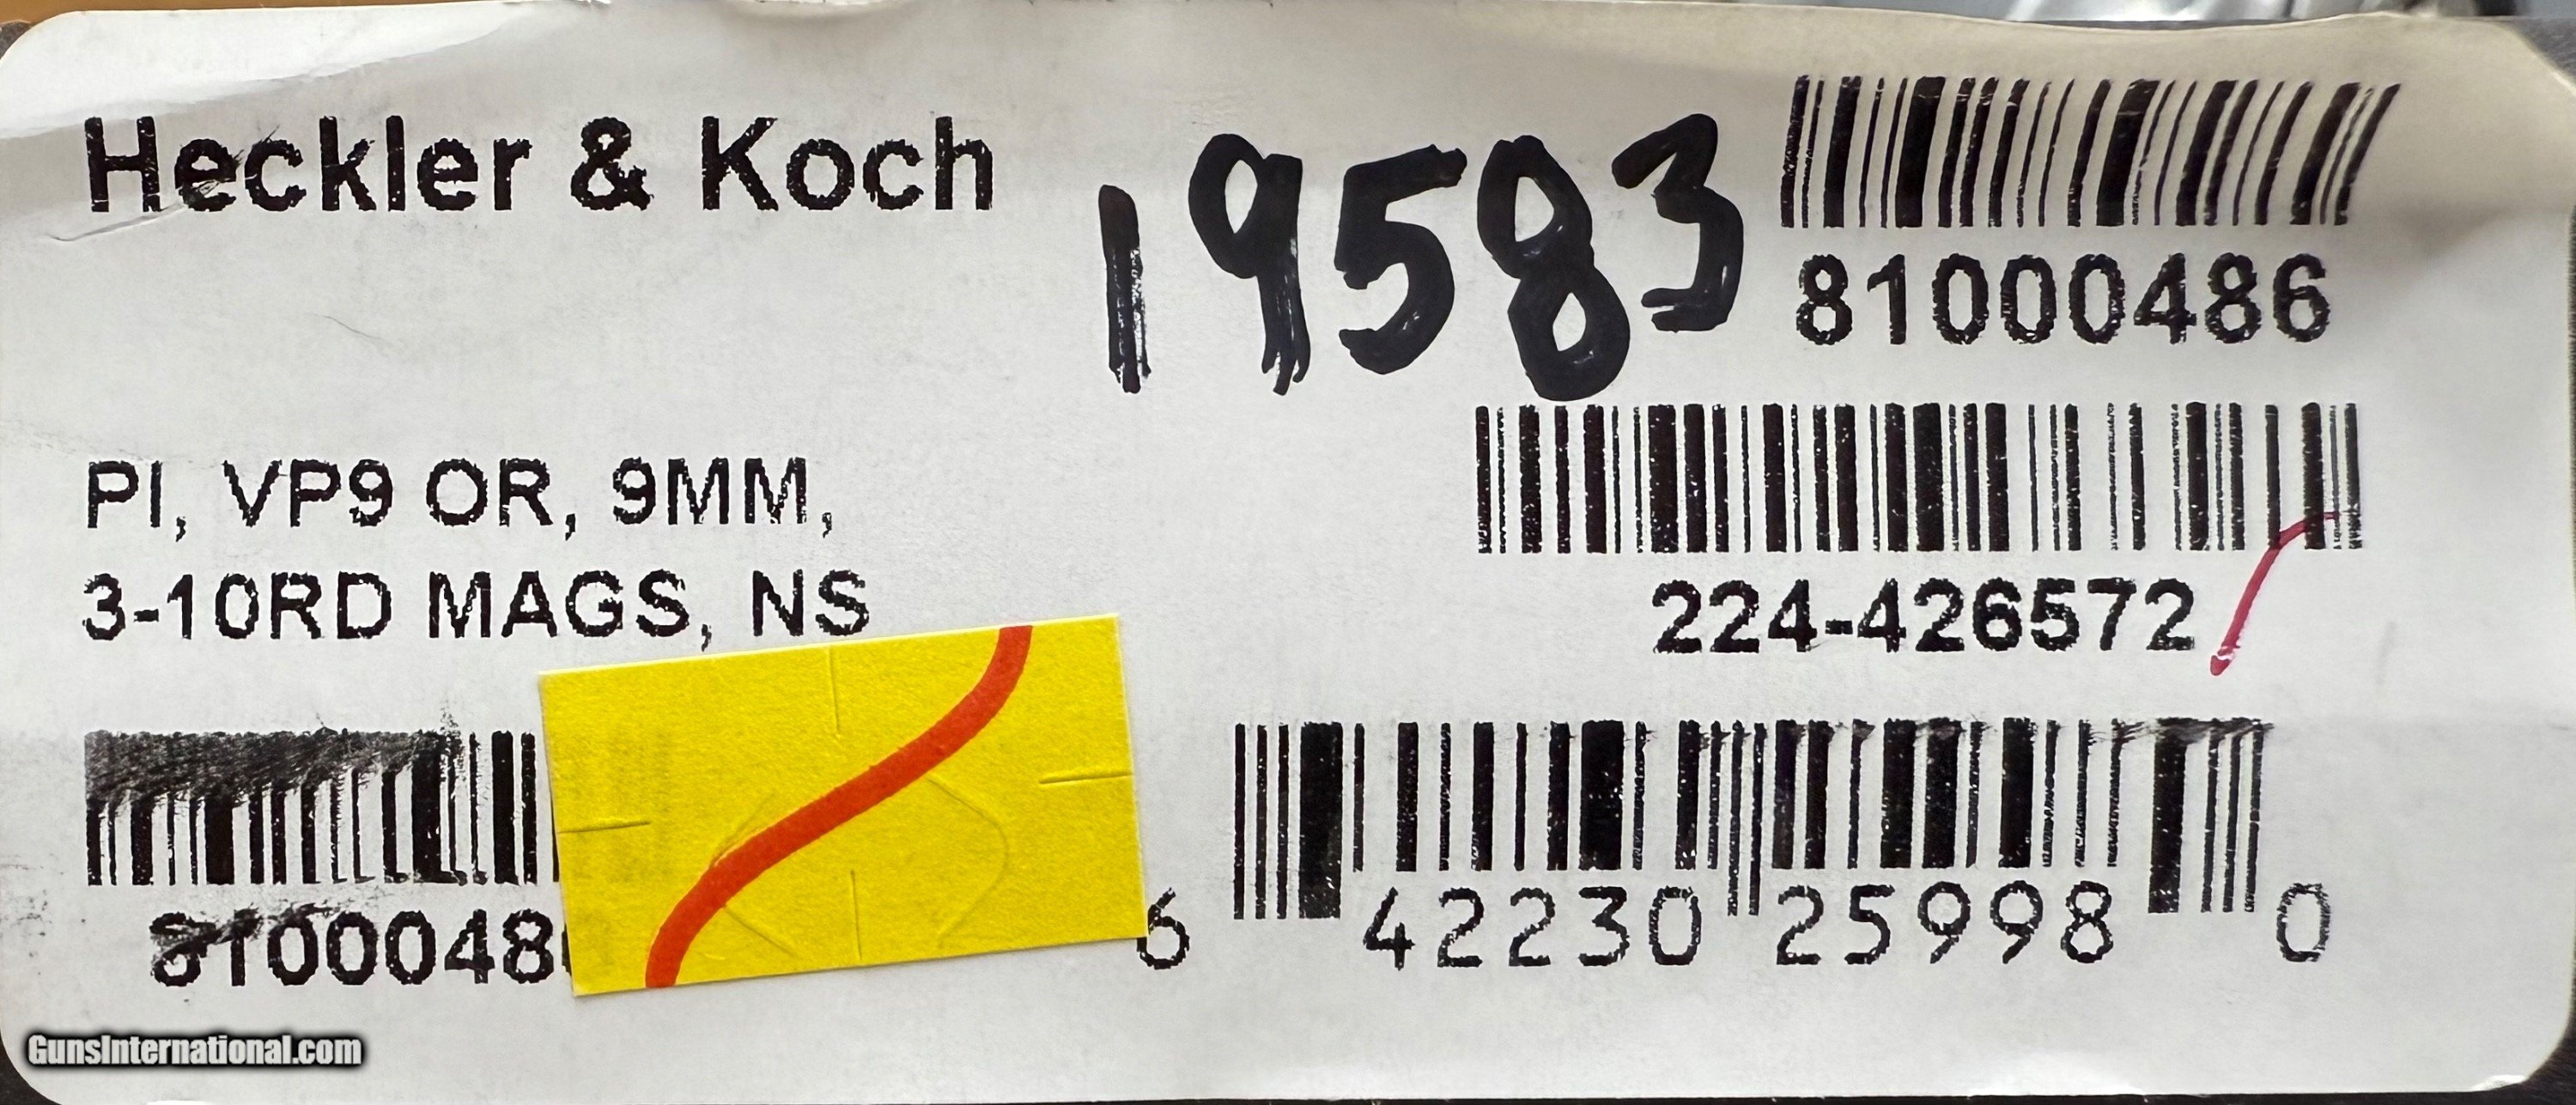 Heckler & Koch
19583
81000486
PI, VP9 OR, 9MM,
3-10RD MAGS, NS
224-426572
8100048
6 42230 25998 0
GunsInternational.com